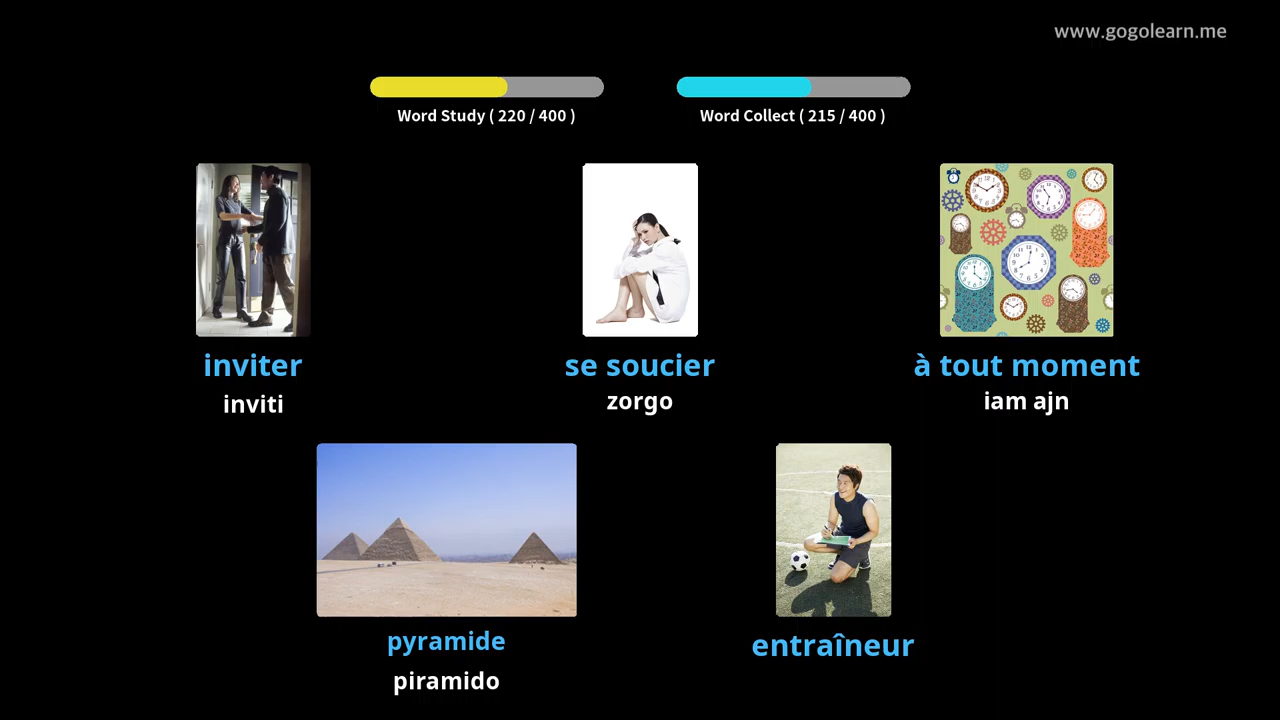 www.gogolearn.me
Word Study ( 220 / 400 )
Word Collect ( 215 / 400 )
inviter
inviti
se soucier
zorgo
à tout moment
iam ajn
pyramide
piramido
entraîneur